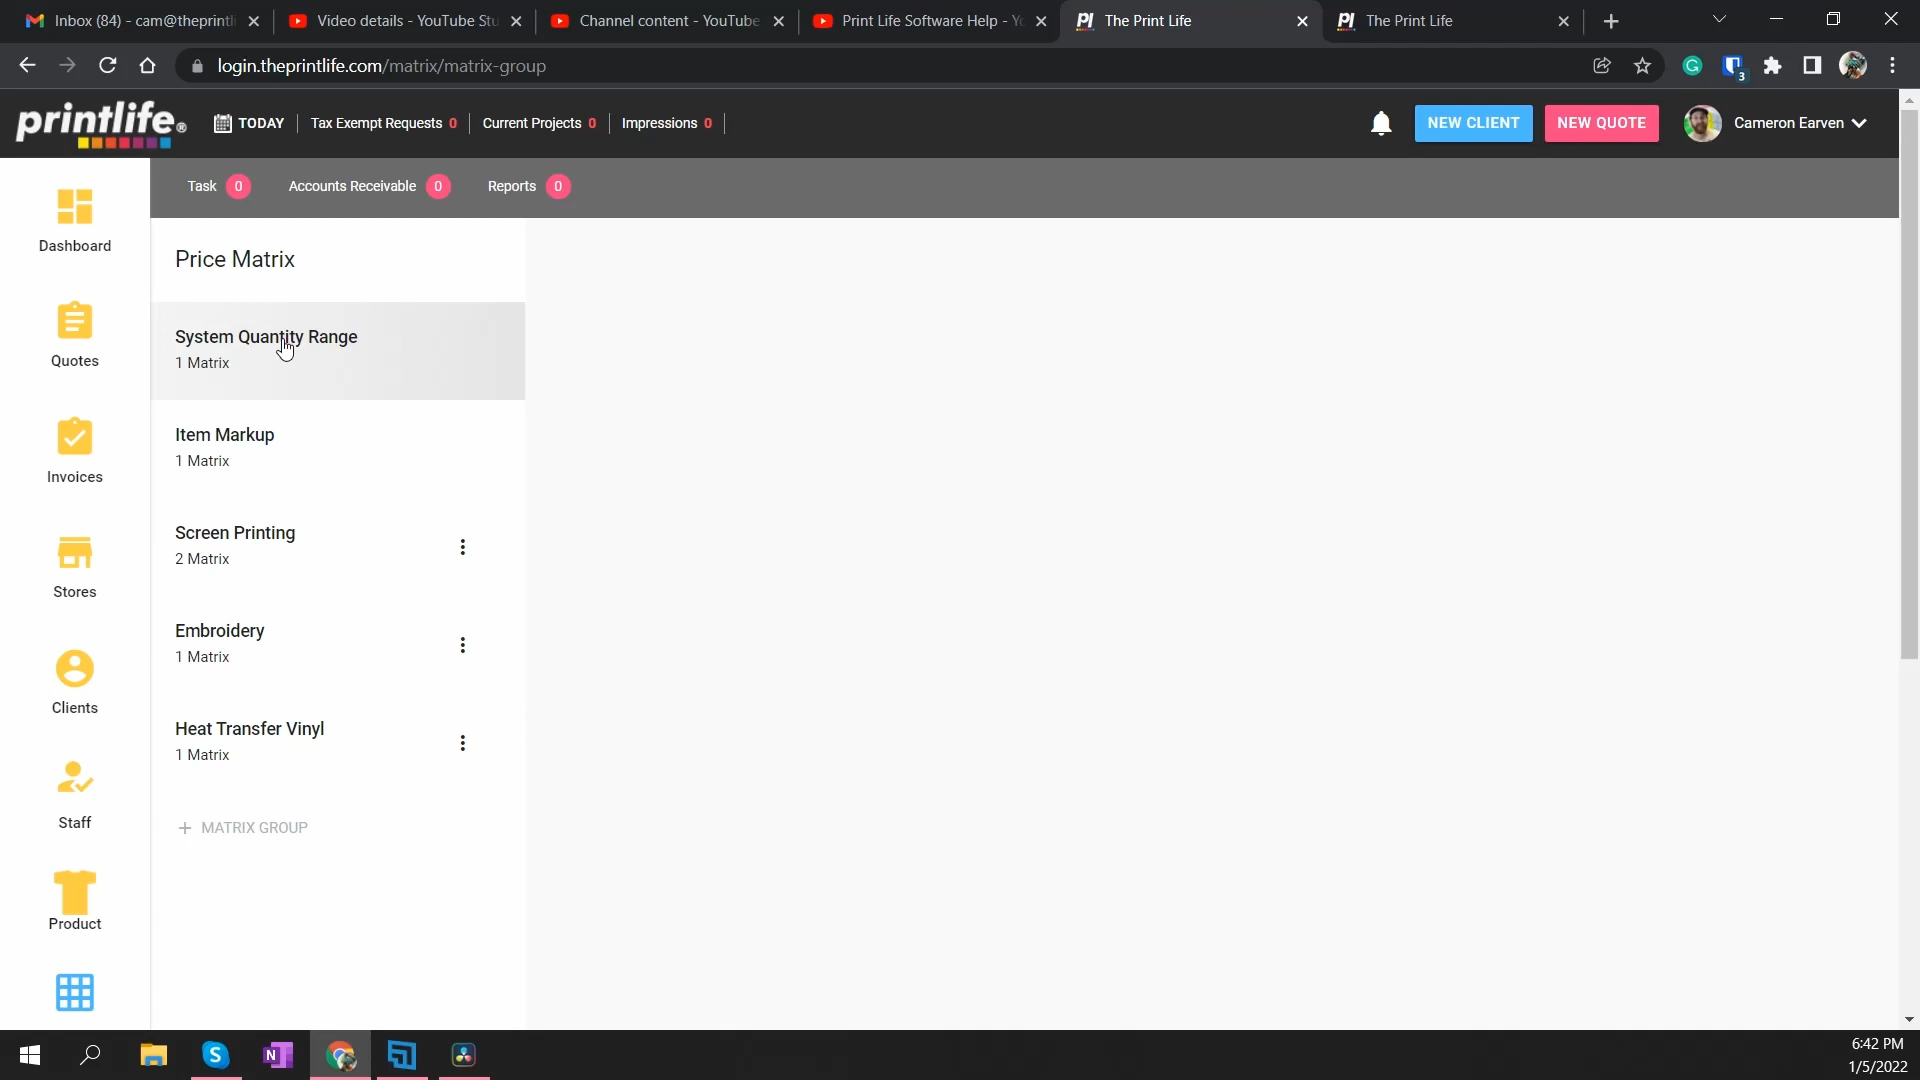 Inbox (84) - cam@theprintli
Video details - YouTube Stu
Channel content - YouTube
Print Life Software Help - Yo
Pl The Print Life
Pl The Print Life
login.theprintlife.com/matrix/matrix-group
G
3
printlife®
TODAY
Tax Exempt Requests 0
Current Projects 0
Impressions 0
NEW CLIENT
NEW QUOTE
Cameron Earven
Task 0
Accounts Receivable 0
Reports 0
Dashboard
Quotes
Invoices
Stores
Clients
Staff
Product
Price Matrix
System Quantity Range
1 Matrix
Item Markup
1 Matrix
Screen Printing
2 Matrix
Embroidery
1 Matrix
Heat Transfer Vinyl
1 Matrix
+ MATRIX GROUP
S
N
6:42 PM
1/5/2022